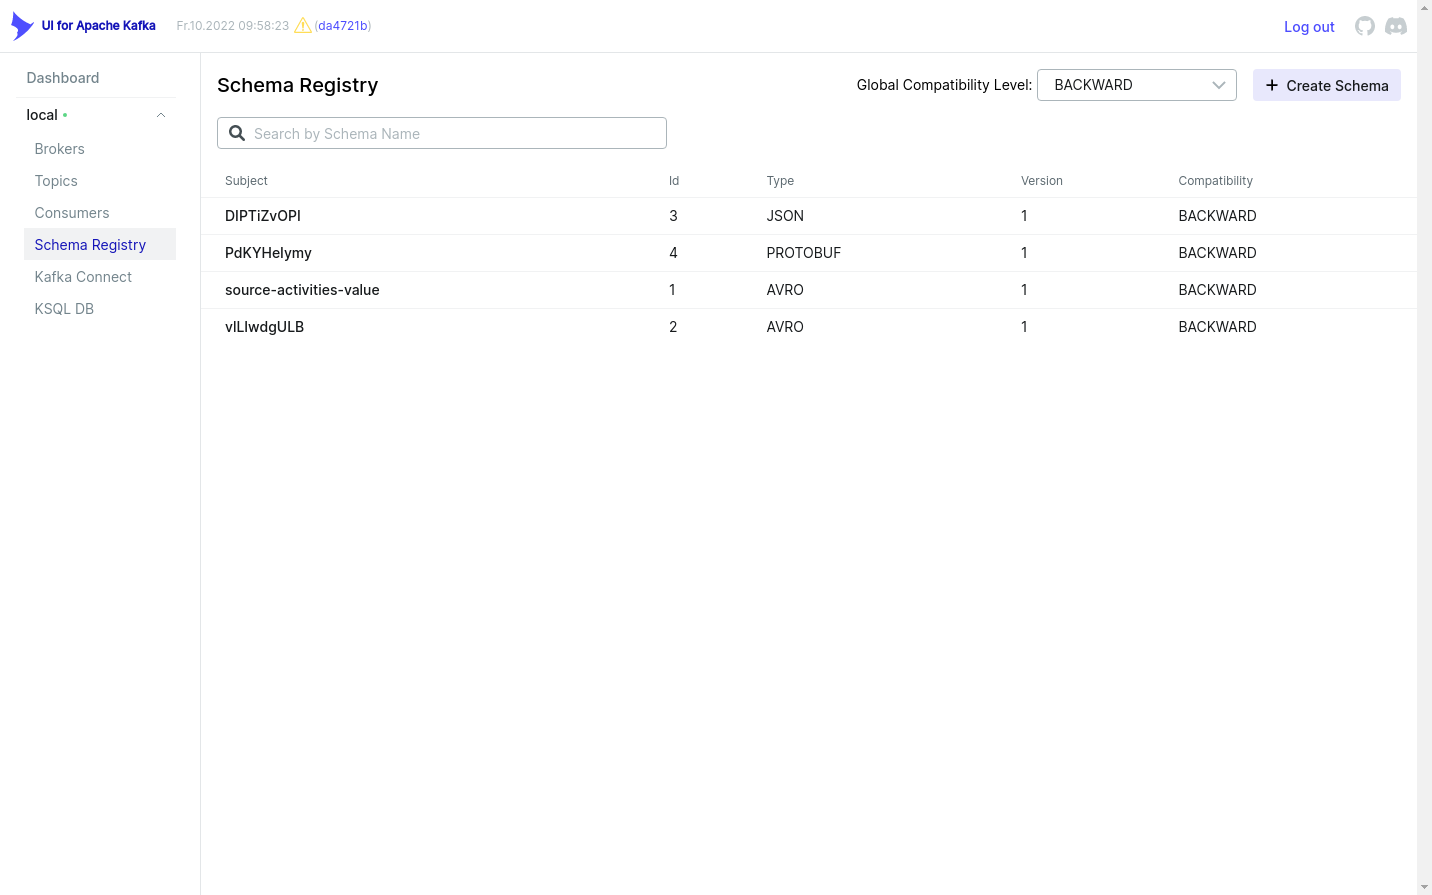 UI for Apache Kafka
Fr.10.2022 09:58:23 (da4721b)
Log out
Dashboard
local
Brokers
Topics
Consumers
Schema Registry
Kafka Connect
KSQL DB
Schema Registry
Global Compatibility Level: BACKWARD
Create Schema
Search by Schema Name
Subject Id Type Version Compatibility
DIPTiZvOPI 3 JSON 1 BACKWARD
PdKYHelymy 4 PROTOBUF 1 BACKWARD
source-activities-value 1 AVRO 1 BACKWARD
vILIwdgULB 2 AVRO 1 BACKWARD